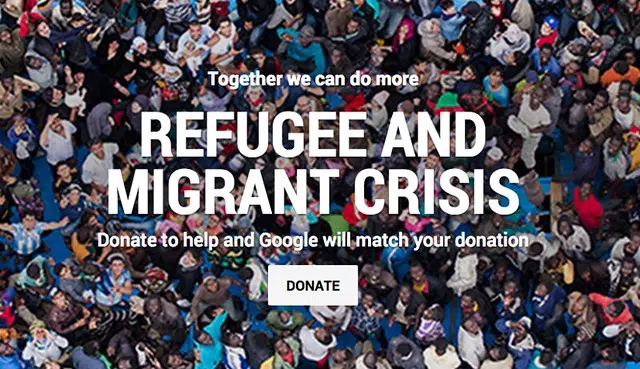 Together we can do more
REFUGEE AND
MIGRANT CRISIS
Donate to help and Google will match your donation
DONATE